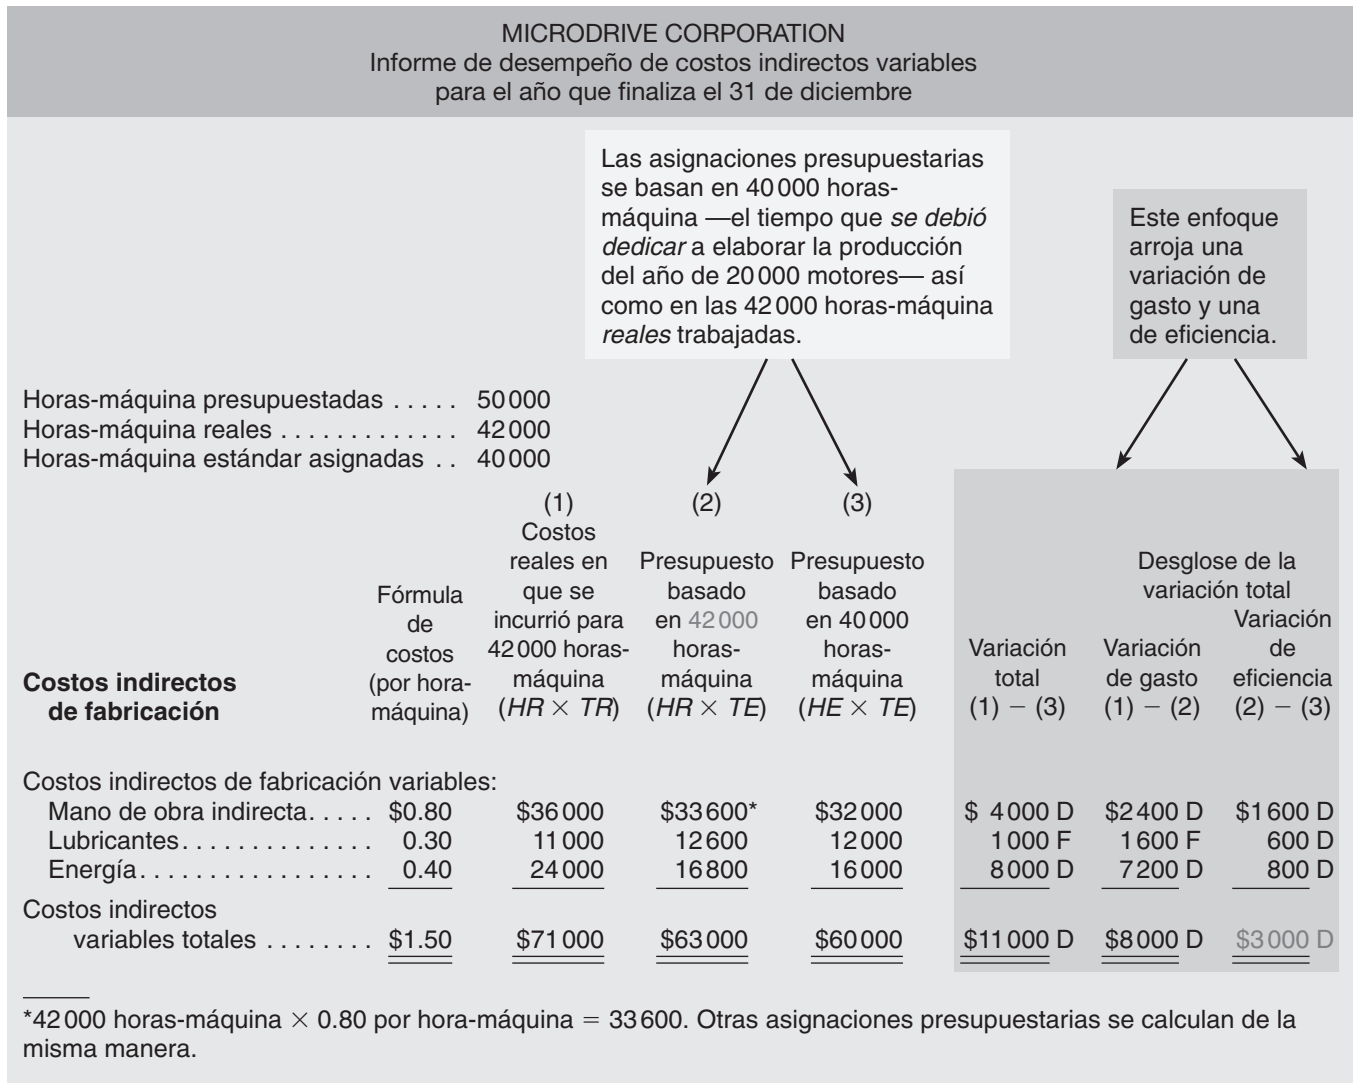 MICRODRIVE CORPORATION
Informe de desempeño de costos indirectos variables
para el año que finaliza el 31 de diciembre
Las asignaciones presupuestarias
se basan en 40 000 horas-
máquina —el tiempo que se debió
dedicar a elaborar la producción
del año de 20 000 motores— así
como en las 42 000 horas-máquina
reales trabajadas.
Este enfoque
arroja una
variación de
gasto y una
de eficiencia.
Horas-máquina presupuestadas . . . . . 50 000
Horas-máquina reales . . . . . . . . . . . . . 42 000
Horas-máquina estándar asignadas . . 40 000
Costos indirectos
de fabricación
Fórmula
de
costos
(por hora-
máquina)
(1)
Costos
reales en
que se
incurrió para
42 000 horas-
máquina
(HR × TR)
(2)
Presupuesto
basado
en 42 000
horas-
máquina
(HR × TE)
(3)
Presupuesto
basado
en 40 000
horas-
máquina
(HE × TE)
Variación
total
(1) − (3)
Desglose de la
variación total
Variación
de gasto
(1) − (2)
Variación
de
eficiencia
(2) − (3)
Costos indirectos de fabricación variables:
Mano de obra indirecta. . . . . $0.80 $36 000 $33 600* $32 000 $ 4 000 D $2 400 D $1 600 D
Lubricantes. . . . . . . . . . . . . . 0.30 11 000 12 600 12 000 1 000 F 1 600 F 600 D
Energía. . . . . . . . . . . . . . . . . 0.40 24 000 16 800 16 000 8 000 D 7 200 D 800 D
Costos indirectos
variables totales . . . . . . . . $1.50 $71 000 $63 000 $60 000 $11 000 D $8 000 D $3 000 D
*42 000 horas-máquina × 0.80 por hora-máquina = 33 600. Otras asignaciones presupuestarias se calculan de la
misma manera.